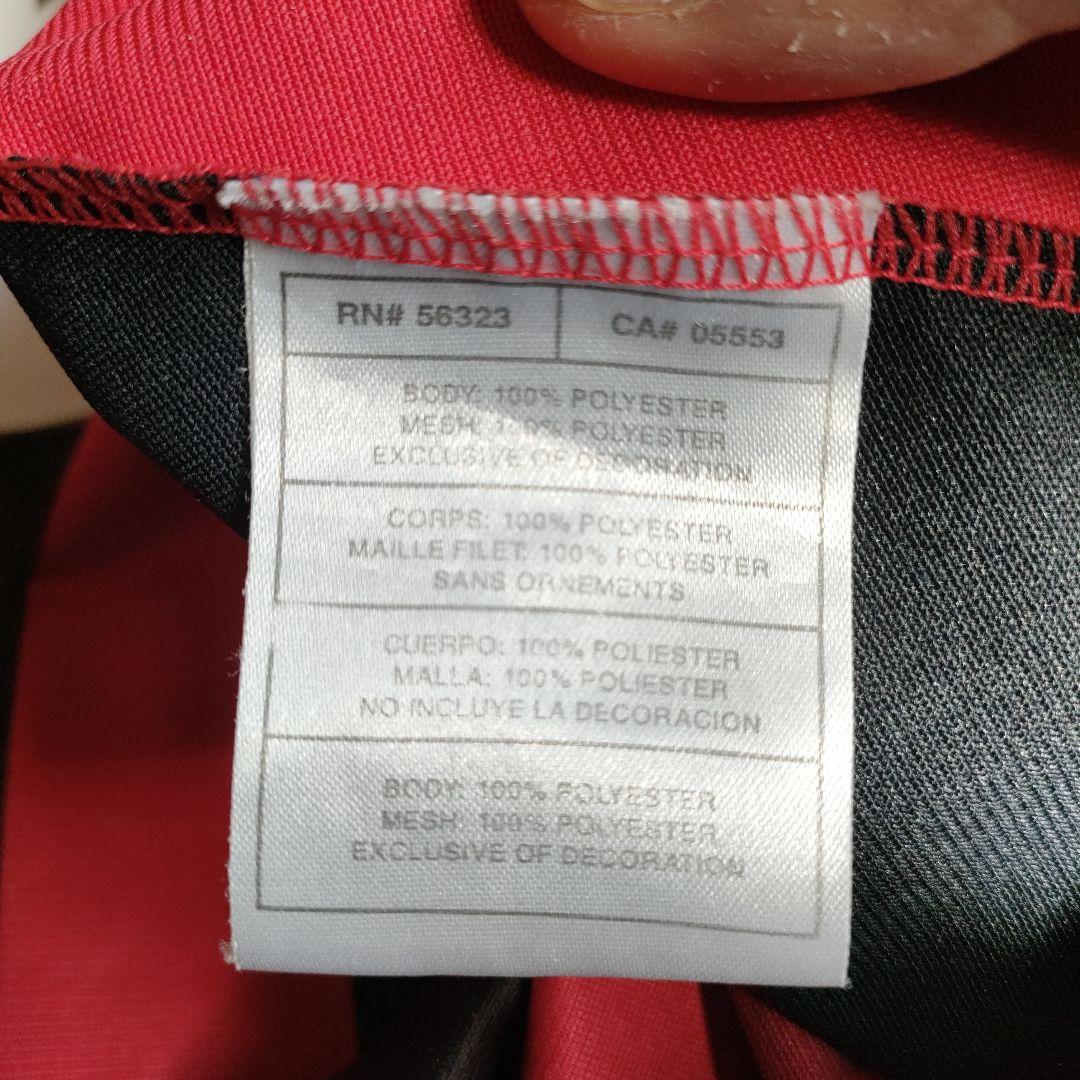 RN# 56323
CA# 05553
BODY: 100% POLYESTER
MESH: 100% POLYESTER
EXCLUSIVE OF DECORATION
CORPS: 100% POLYESTER
MAILLE FILET: 100% POLYESTER
SANS ORNEMENTS
CUERPO: 100% POLIESTER
MALLA: 100% POLIESTER
NO INCLUYE LA DECORACION
BODY: 100% POLYESTER
MESH: 100% POLYESTER
EXCLUSIVE OF DECORATION